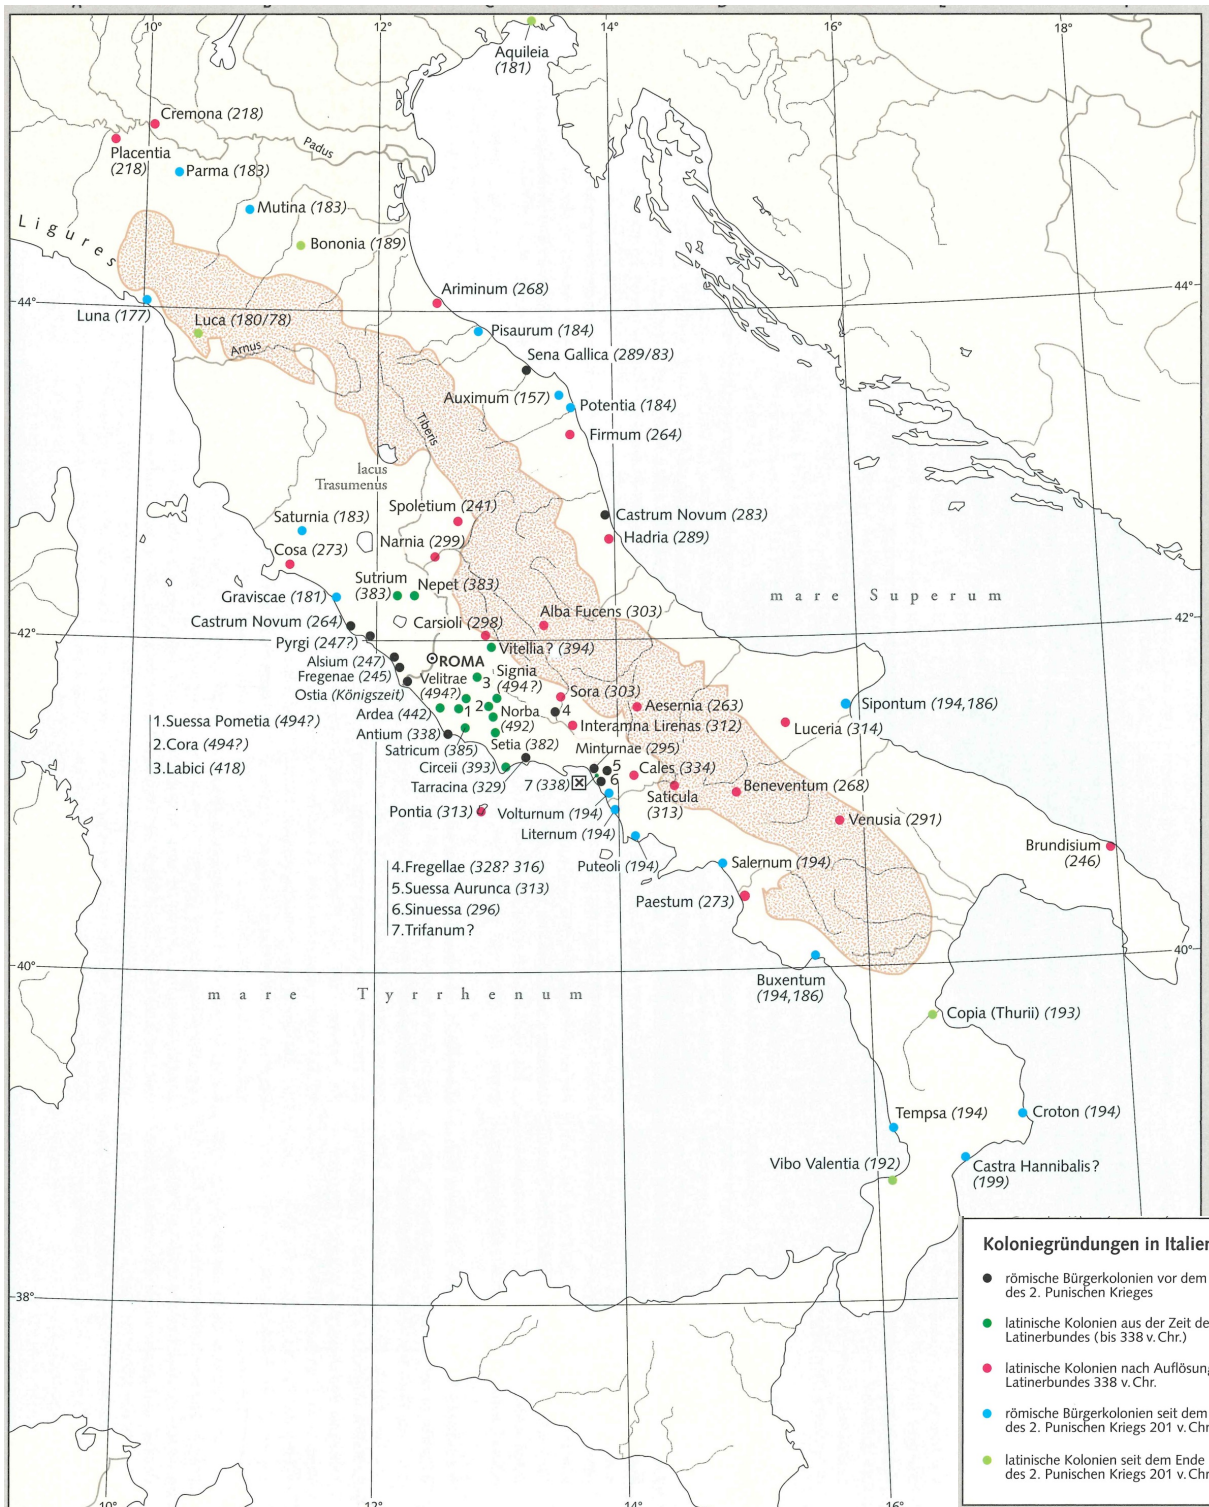 10°
12°
14°
16°
18°
Aquileia
(181)
Cremona (218)
Placentia
(218)
Padus
Parma (183)
Mutina (183)
Ligures
Bononia (189)
44°
44°
Ariminum (268)
Luna (177)
Luca (180/78)
Pisaurum (184)
Arnus
Sena Gallica (289/83)
Auximum (157)
Potentia (184)
Tiberis
Firmum (264)
lacus
Trasumenus
Spoletium (241)
Saturnia (183)
Castrum Novum (283)
Narnia (299)
Hadria (289)
Cosa (273)
Sutrium
(383)
Nepet (383)
Graviscae (181)
mare Superum
Alba Fucens (303)
Castrum Novum (264)
Carsioli (298)
42°
42°
Pyrgi (247?)
Vitellia? (394)
Alsium (247)
ROMA
Fregenae (245)
Velitrae
(494?)
3
Signia
(494?)
Ostia (Königszeit)
Sora (303)
Aesernia (263)
Sipontum (194,186)
Ardea (442)
1
2
Norba
(492)
4
Interamna Lirenas (312)
Luceria (314)
Antium (338)
1.Suessa Pometia (494?)
2.Cora (494?)
3.Labici (418)
Satricum (385)
Setia (382)
Minturnae (295)
Circeii (393)
5
Cales (334)
Tarracina (329)
7 (338)
6
Saticula
(313)
Beneventum (268)
Pontia (313)
Volturnum (194)
Venusia (291)
Liternum (194)
Brundisium
(246)
Puteoli (194)
Salernum (194)
4.Fregellae (328? 316)
5.Suessa Aurunca (313)
6.Sinuessa (296)
7.Trifanum?
Paestum (273)
40°
40°
Buxentum
(194,186)
mare Tyrrhenum
Copia (Thurii) (193)
Tempsa (194)
Croton (194)
Vibo Valentia (192)
Castra Hannibalis?
(199)
38°
Koloniegründungen in Italien
römische Bürgerkolonien vor dem
des 2. Punischen Krieges
latinische Kolonien aus der Zeit de
Latinerbundes (bis 338 v. Chr.)
latinische Kolonien nach Auflösung
Latinerbundes 338 v. Chr.
römische Bürgerkolonien seit dem
des 2. Punischen Kriegs 201 v. Chr
latinische Kolonien seit dem Ende
des 2. Punischen Kriegs 201 v. Chr